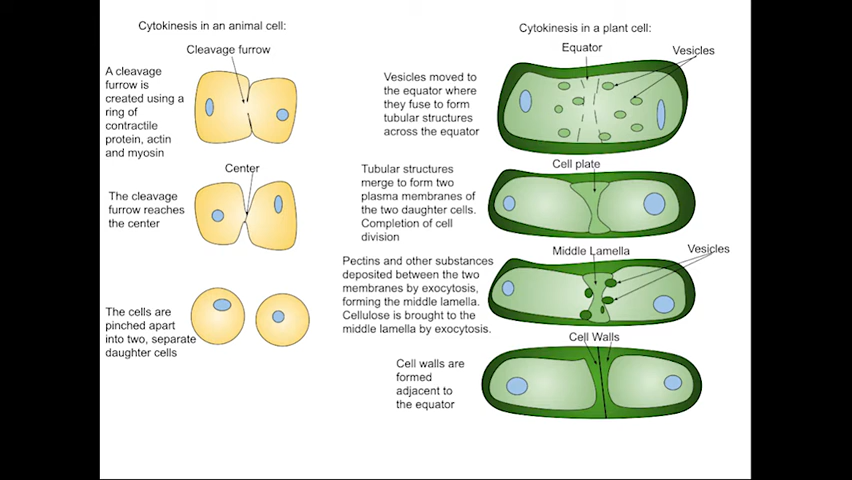 Cytokinesis in an animal cell:
Cleavage furrow
A cleavage
furrow is
created using a
ring of
contractile
protein, actin
and myosin
Center
The cleavage
furrow reaches
the center
The cells are
pinched apart
into two, separate
daughter cells
Cytokinesis in a plant cell:
Equator
Vesicles
Vesicles moved to
the equator where
they fuse to form
tubular structures
across the equator
Cell plate
Tubular structures
merge to form two
plasma membranes of
the two daughter cells.
Completion of cell
division
Middle Lamella
Vesicles
Pectins and other substances
deposited between the two
membranes by exocytosis,
forming the middle lamella.
Cellulose is brought to the
middle lamella by exocytosis.
Cell Walls
Cell walls are
formed
adjacent to
the equator